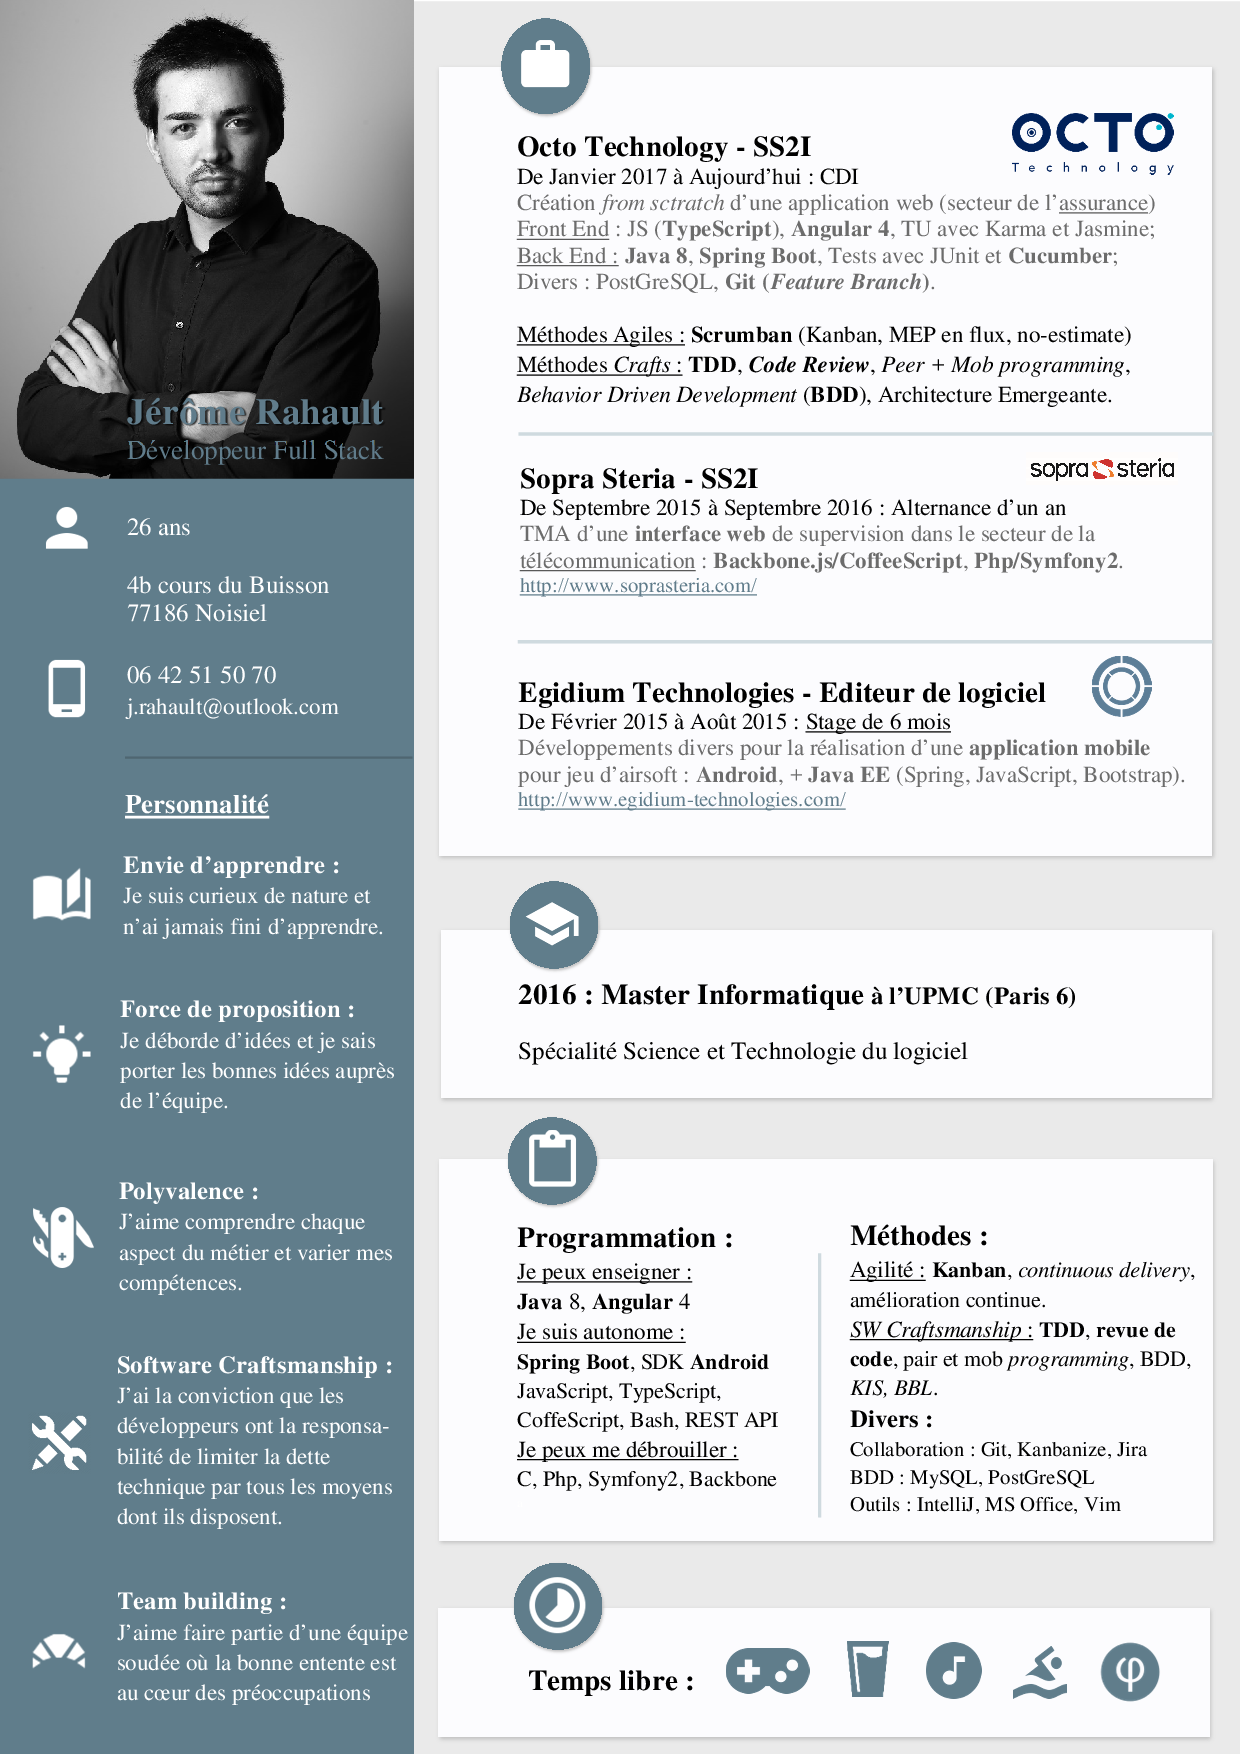 Jérôme Rahault
Développeur Full Stack
26 ans
4b cours du Buisson
77186 Noisiel
06 42 51 50 70
j.rahault@outlook.com
Personnalité
Envie d’apprendre :
Je suis curieux de nature et
n’ai jamais fini d’apprendre.
Force de proposition :
Je déborde d’idées et je sais
porter les bonnes idées auprès
de l’équipe.
Polyvalence :
J’aime comprendre chaque
aspect du métier et varier mes
compétences.
Software Craftsmanship :
J’ai la conviction que les
développeurs ont la responsa-
bilité de limiter la dette
technique par tous les moyens
dont ils disposent.
Team building :
J’aime faire partie d’une équipe
soudée où la bonne entente est
au cœur des préoccupations
OCTO
Technology
Octo Technology - SS2I
De Janvier 2017 à Aujourd’hui : CDI
Création from sctratch d’une application web (secteur de l’assurance)
Front End : JS (TypeScript), Angular 4, TU avec Karma et Jasmine;
Back End : Java 8, Spring Boot, Tests avec JUnit et Cucumber;
Divers : PostGreSQL, Git (Feature Branch).
Méthodes Agiles : Scrumban (Kanban, MEP en flux, no-estimate)
Méthodes Crafts : TDD, Code Review, Peer + Mob programming,
Behavior Driven Development (BDD), Architecture Emergeante.
sopra steria
Sopra Steria - SS2I
De Septembre 2015 à Septembre 2016 : Alternance d’un an
TMA d’une interface web de supervision dans le secteur de la
télécommunication : Backbone.js/CoffeeScript, Php/Symfony2.
http://www.soprasteria.com/
Egidium Technologies - Editeur de logiciel
De Février 2015 à Août 2015 : Stage de 6 mois
Développements divers pour la réalisation d’une application mobile
pour jeu d’airsoft : Android, + Java EE (Spring, JavaScript, Bootstrap).
http://www.egidium-technologies.com/
2016 : Master Informatique à l’UPMC (Paris 6)
Spécialité Science et Technologie du logiciel
Programmation :
Je peux enseigner :
Java 8, Angular 4
Je suis autonome :
Spring Boot, SDK Android
JavaScript, TypeScript,
CoffeScript, Bash, REST API
Je peux me débrouiller :
C, Php, Symfony2, Backbone
Méthodes :
Agilité : Kanban, continuous delivery,
amélioration continue.
SW Craftsmanship : TDD, revue de
code, pair et mob programming, BDD,
KIS, BBL.
Divers :
Collaboration : Git, Kanbanize, Jira
BDD : MySQL, PostGreSQL
Outils : IntelliJ, MS Office, Vim
Temps libre :
φ